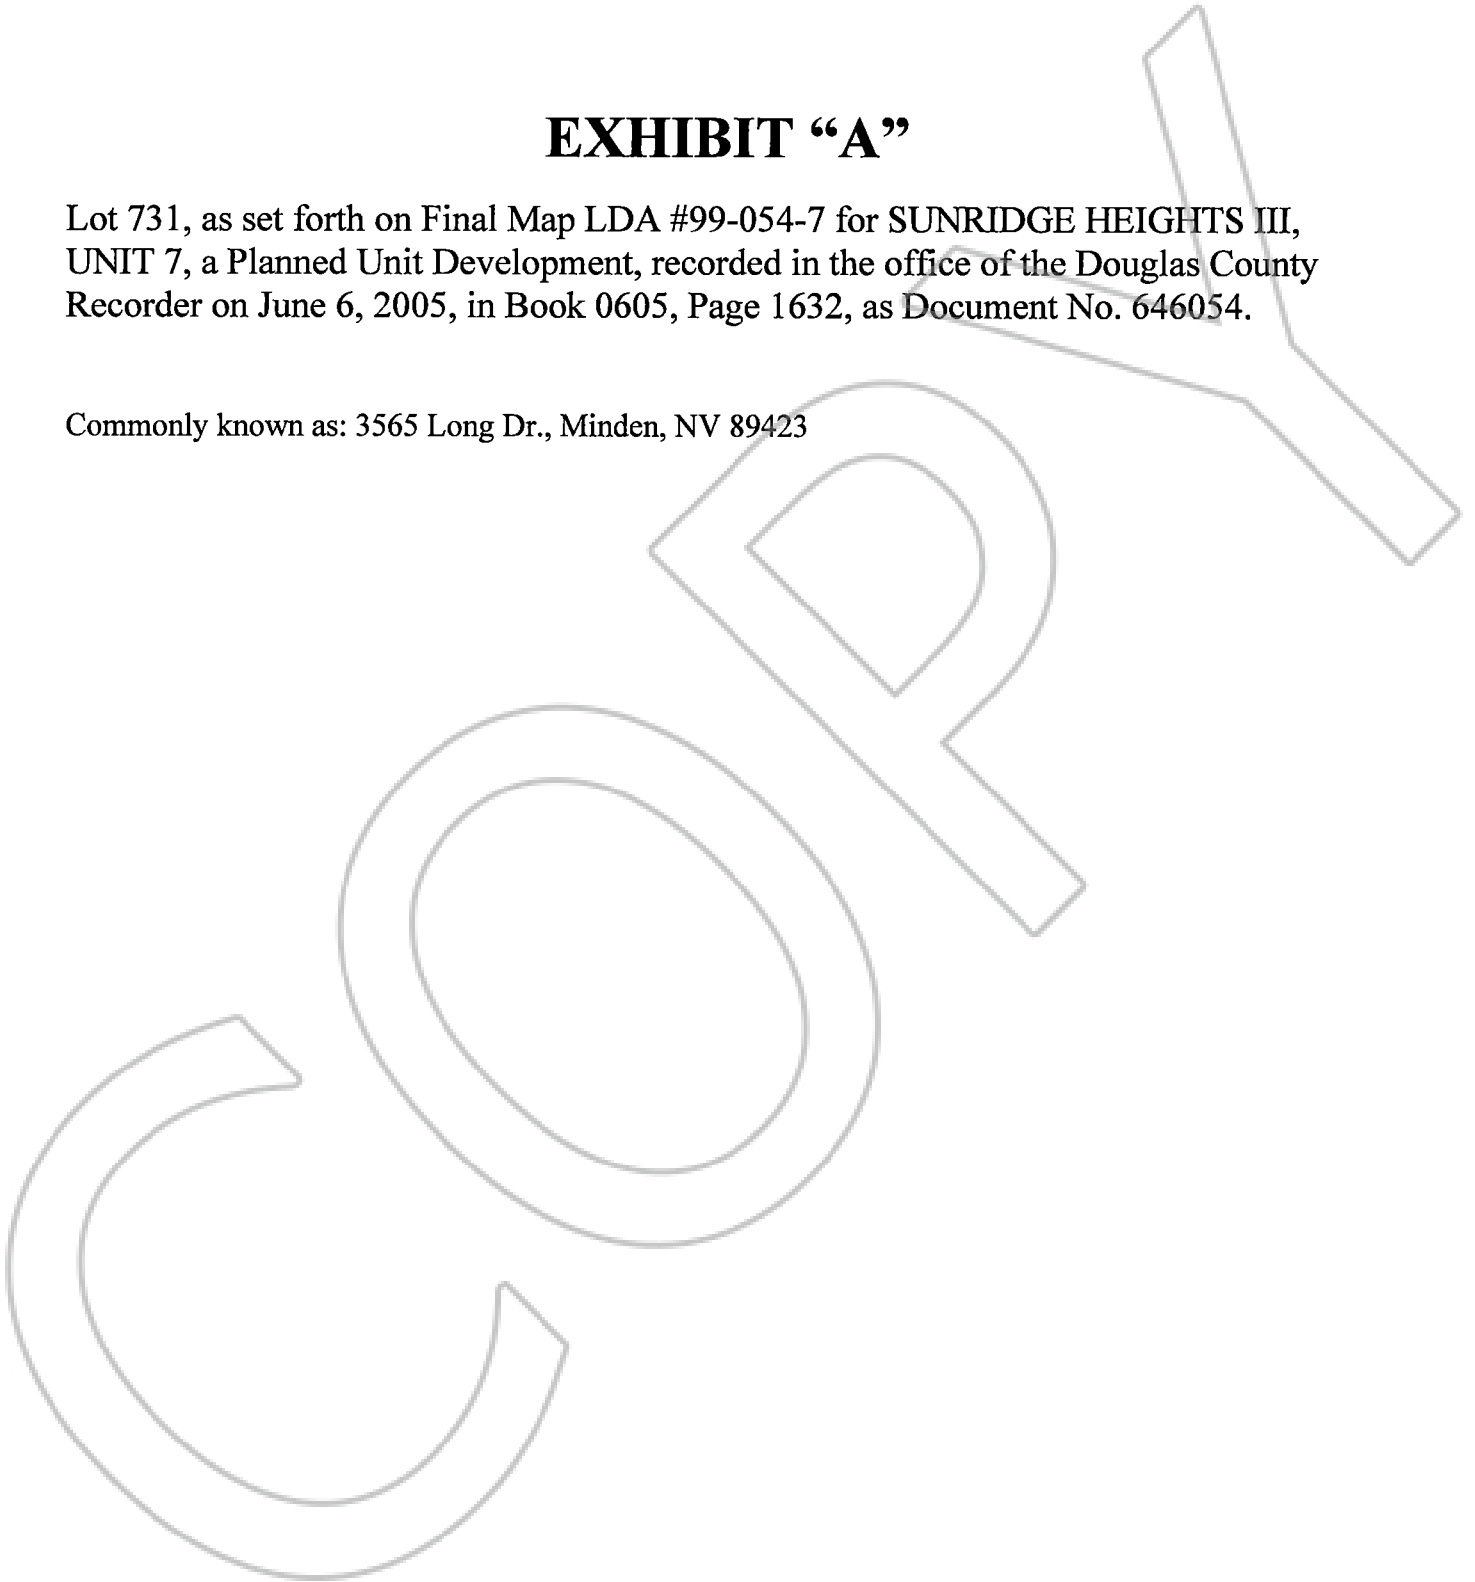 EXHIBIT “A”
Lot 731, as set forth on Final Map LDA #99-054-7 for SUNRIDGE HEIGHTS III,
UNIT 7, a Planned Unit Development, recorded in the office of the Douglas County
Recorder on June 6, 2005, in Book 0605, Page 1632, as Document No. 646054.
Commonly known as: 3565 Long Dr., Minden, NV 89423
COPY